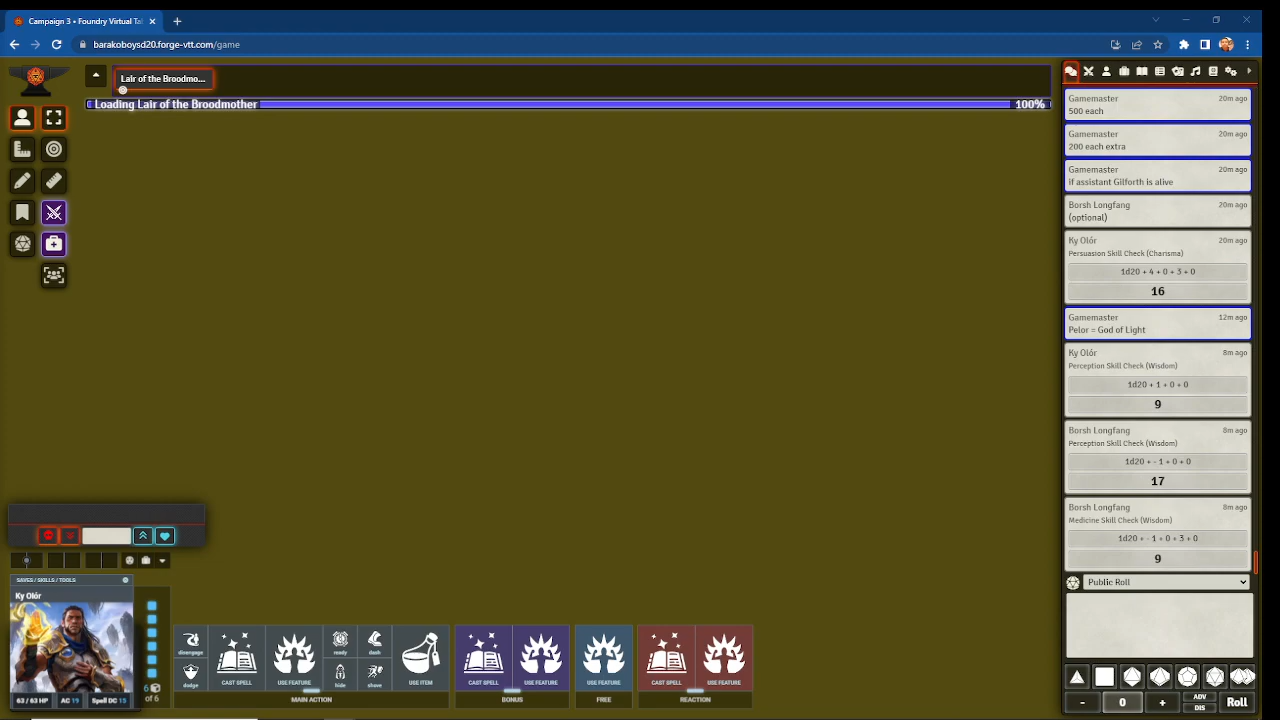 Campaign 3 • Foundry Virtual Ta
barakoboysd20.forge-vtt.com/game
Lair of the Broodmo...
Loading Lair of the Broodmother
100%
Gamemaster 20m ago
500 each
Gamemaster 20m ago
200 each extra
Gamemaster 20m ago
if assistant Gilforth is alive
Borsh Longfang 20m ago
(optional)
Ky Olór 20m ago
Persuasion Skill Check (Charisma)
1d20 + 4 + 0 + 3 + 0
16
Gamemaster 12m ago
Pelor = God of Light
Ky Olór 8m ago
Perception Skill Check (Wisdom)
1d20 + 1 + 0 + 0
9
Borsh Longfang 8m ago
Perception Skill Check (Wisdom)
1d20 + - 1 + 0 + 0
17
Borsh Longfang 8m ago
Medicine Skill Check (Wisdom)
1d20 + - 1 + 0 + 3 + 0
9
Public Roll
- 0 + ADV DIS Roll
SAVES / SKILLS / TOOLS
Ky Olór
63 / 63 HP AC 19 Spell DC 15
6
of 6
disengage
dodge
CAST SPELL
USE FEATURE
ready
hide
dash
shove
USE ITEM
MAIN ACTION
CAST SPELL
USE FEATURE
BONUS
USE FEATURE
FREE
CAST SPELL
USE FEATURE
REACTION